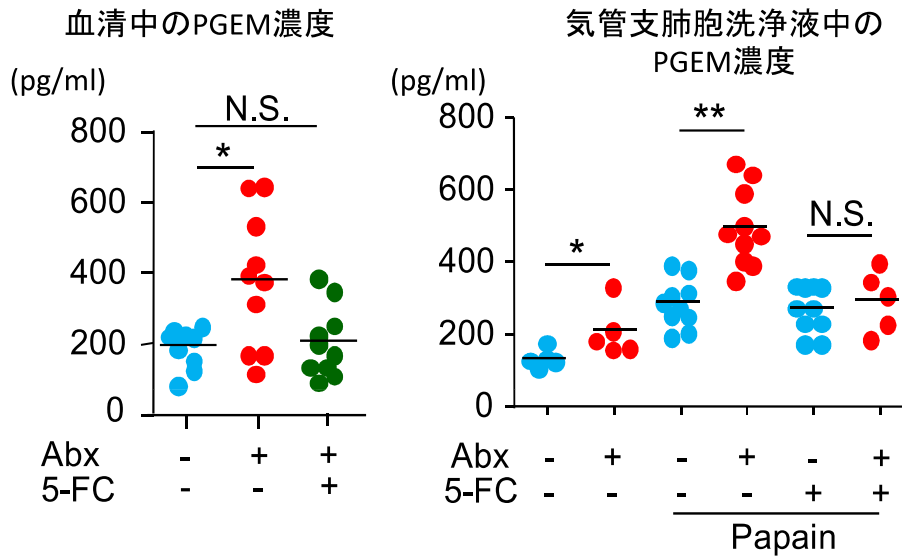 血清中のPGEM濃度
(pg/ml)
N.S.
*
800
600
400
200
0
Abx - + +
5-FC - - +
気管支肺胞洗浄液中の
PGEM濃度
(pg/ml)
**
N.S.
*
800
600
400
200
0
Abx - + - + - +
5-FC - - - - + +
Papain